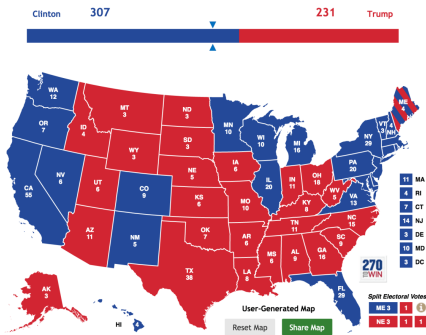 Clinton 307 231 Trump
WA
12
OR
7
CA
55
NV
6
ID
4
MT
3
WY
3
UT
6
AZ
11
CO
9
NM
5
ND
3
SD
3
NE
5
KS
6
OK
7
TX
38
MN
10
IA
6
MO
10
AR
6
LA
8
WI
10
IL
20
MI
16
IN
11
OH
18
KY
8
TN
11
MS
6
AL
9
GA
16
FL
29
SC
9
NC
15
VA
13
WV
5
PA
20
NY
29
VT
3
NH
4
ME
4
AK
3
HI
4
11 MA
4 RI
7 CT
14 NJ
3 DE
10 MD
3 DC
270
TO
WIN
Split Electoral Votes
ME 3 1
NE 3 1 1
User-Generated Map
Reset Map Share Map